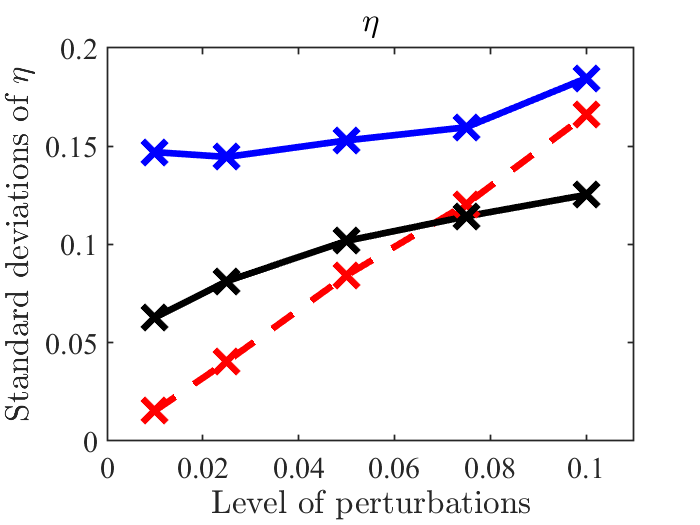 η
Standard deviations of η
0.2
0.15
0.1
0.05
0
0 0.02 0.04 0.06 0.08 0.1
Level of perturbations